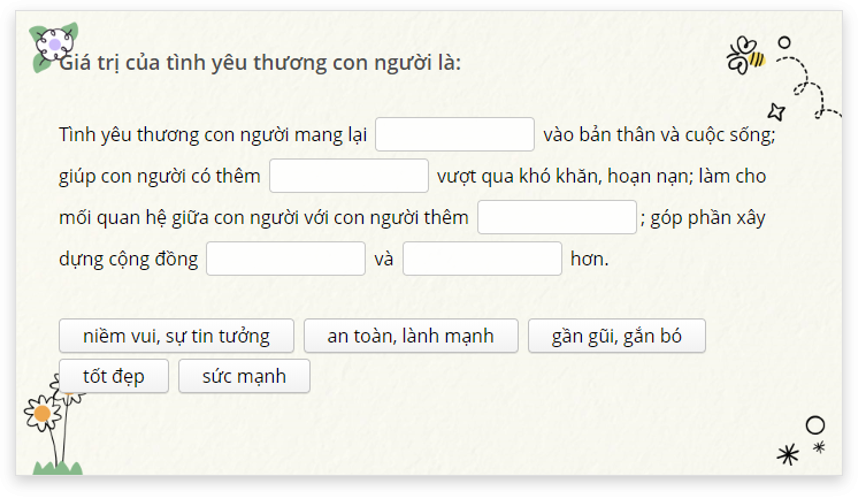 Giá trị của tình yêu thương con người là:
Tình yêu thương con người mang lại vào bản thân và cuộc sống;
giúp con người có thêm vượt qua khó khăn, hoạn nạn; làm cho
mối quan hệ giữa con người với con người thêm ; góp phần xây
dựng cộng đồng và hơn.
niềm vui, sự tin tưởng an toàn, lành mạnh gần gũi, gắn bó
tốt đẹp sức mạnh